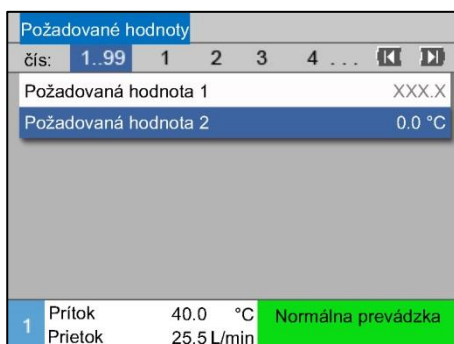 Požadované hodnoty
čís: 1..99 1 2 3 4 ...
Požadovaná hodnota 1 XXX.X
Požadovaná hodnota 2 0.0 °C
1 Prítok 40.0 °C Normálna prevádzka
Prietok 25.5 L/min